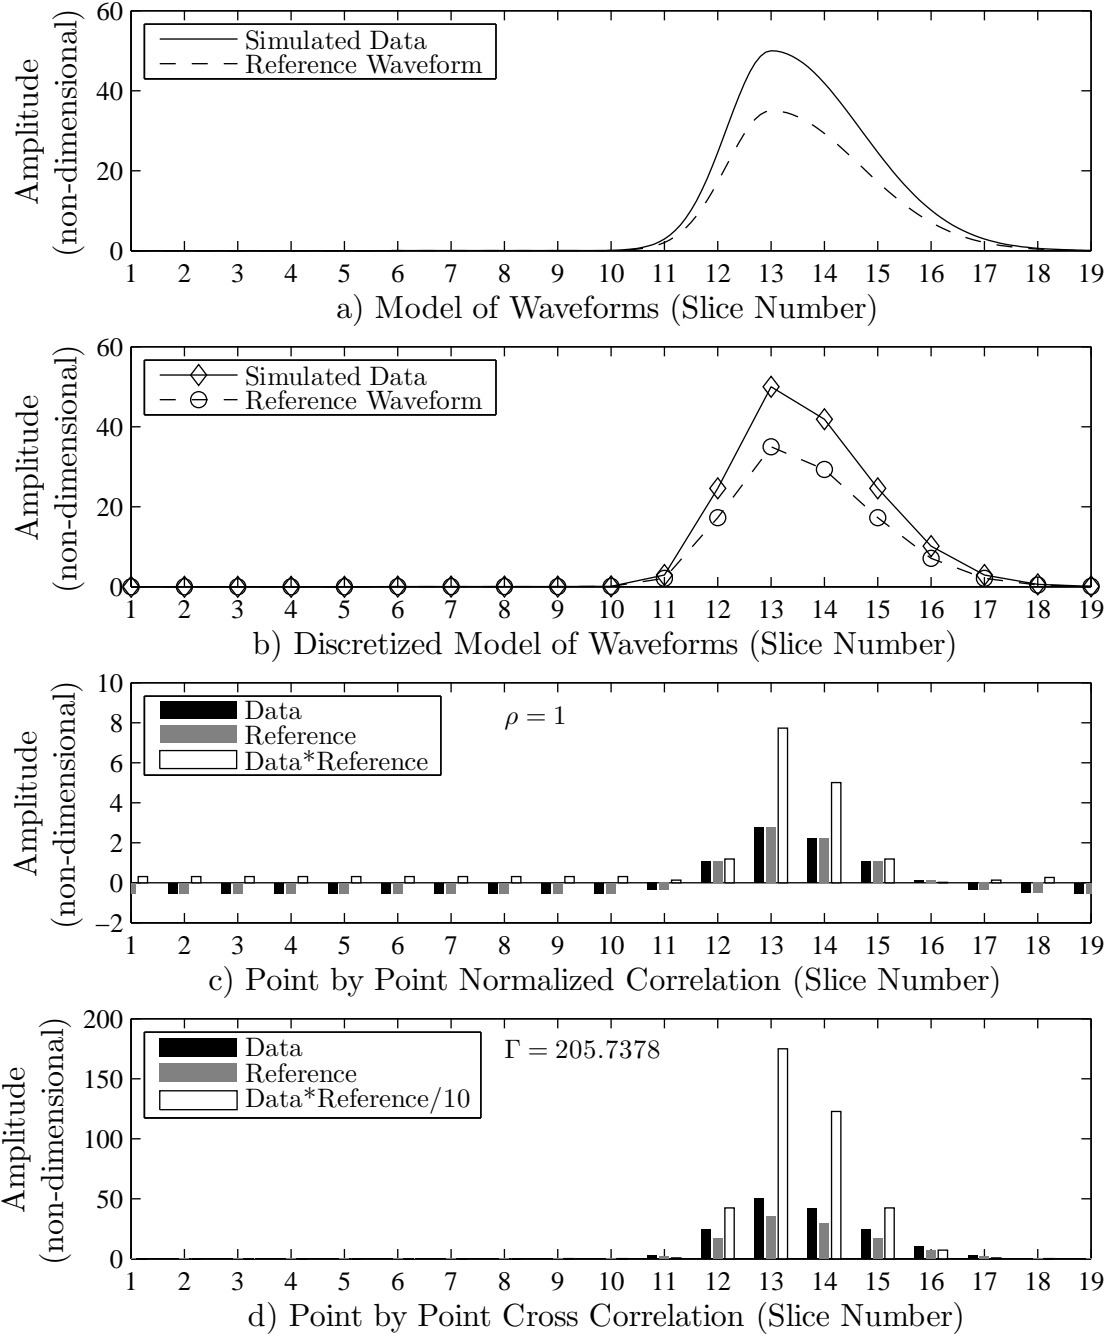 60
40
20
0
Amplitude
(non-dimensional)
Simulated Data
Reference Waveform
1 2 3 4 5 6 7 8 9 10 11 12 13 14 15 16 17 18 19
a) Model of Waveforms (Slice Number)
60
40
20
0
Amplitude
(non-dimensional)
Simulated Data
Reference Waveform
1 2 3 4 5 6 7 8 9 10 11 12 13 14 15 16 17 18 19
b) Discretized Model of Waveforms (Slice Number)
10
8
6
4
2
0
−2
Amplitude
(non-dimensional)
Data
Reference
Data*Reference
ρ = 1
1 2 3 4 5 6 7 8 9 10 11 12 13 14 15 16 17 18 19
c) Point by Point Normalized Correlation (Slice Number)
200
150
100
50
0
Amplitude
(non-dimensional)
Data
Reference
Data*Reference/10
Γ = 205.7378
1 2 3 4 5 6 7 8 9 10 11 12 13 14 15 16 17 18 19
d) Point by Point Cross Correlation (Slice Number)